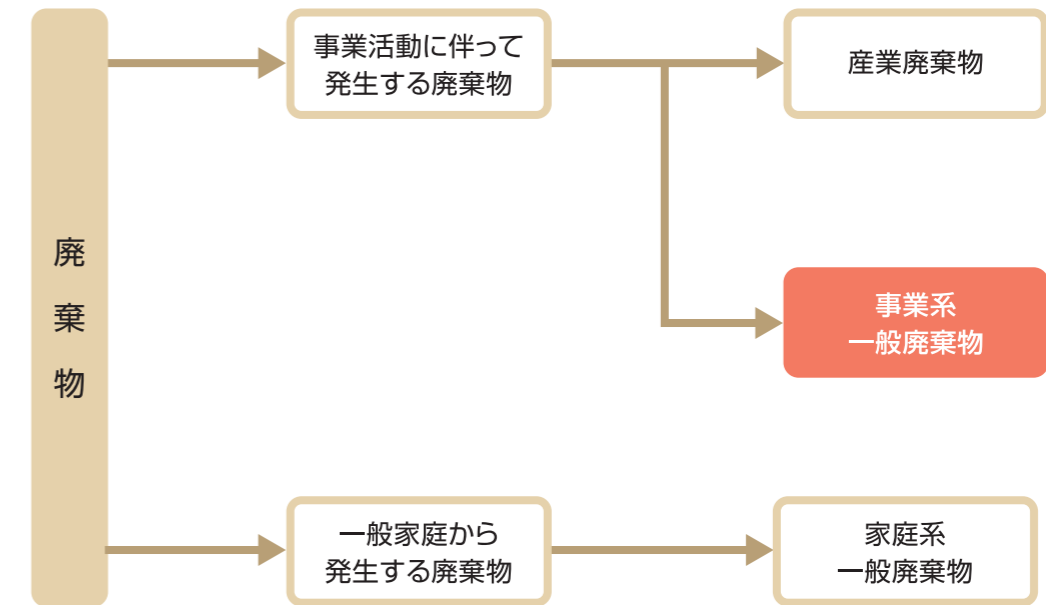 廃棄物
事業活動に伴って
発生する廃棄物
産業廃棄物
事業系
一般廃棄物
一般家庭から
発生する廃棄物
家庭系
一般廃棄物